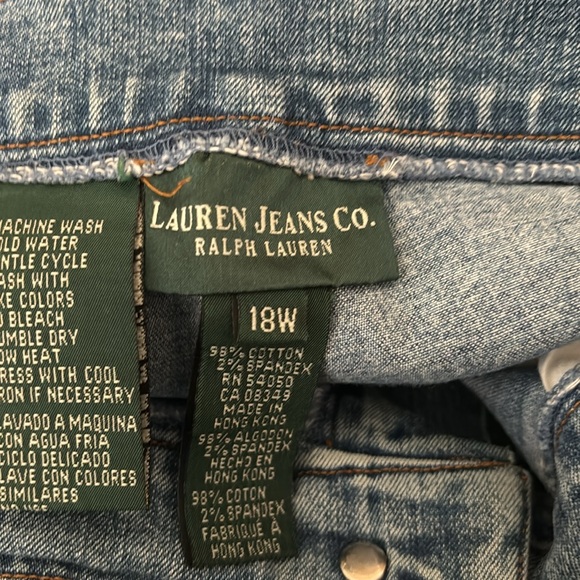 MACHINE WASH
OLD WATER
NTLE CYCLE
ASH WITH
KE COLORS
O BLEACH
UMBLE DRY
OW HEAT
RESS WITH COOL
RON IF NECESSARY
LAVADO A MAQUINA
CON AGUA FRIA
CICLO DELICADO
LAVE CON COLORES
SIMILARES
LAUREN JEANS CO.
RALPH LAUREN
18W
98% COTTON
2% SPANDEX
RN 54050
CA 08349
MADE IN
HONG KONG
98% ALGODON
2% SPANDEX
HECHO EN
HONG KONG
98% COTON
2% SPANDEX
FABRIQUÉ À
HONG KONG